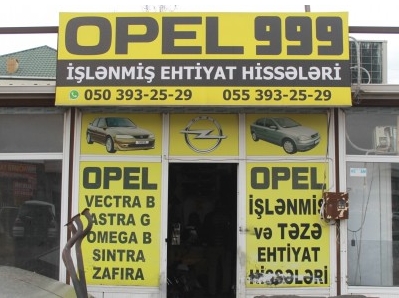 OPEL 999
İŞLƏNMİŞ EHTİYAT HİSSƏLƏRİ
050 393-25-29 055 393-25-29
OPEL
VECTRA B
ASTRA G
OMEGA B
SINTRA
ZAFIRA
OPEL
İŞLƏNMİŞ
və TƏZƏ
EHTİYAT
HİSSƏLƏRİ